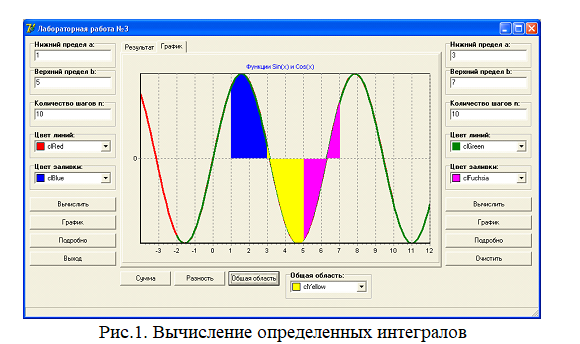 Лабораторная работа №3
Нижний предел a:
1
Верхний предел b:
5
Количество шагов n:
10
Цвет линий:
clRed
Цвет заливки:
clBlue
Вычислить
График
Подробно
Выход
Результат График
Функции Sin(x) и Cos(x)
0
-3 -2 -1 0 1 2 3 4 5 6 7 8 9 10 11 12
Сумма Разность Общая область
Общая область:
clYellow
Нижний предел a:
3
Верхний предел b:
7
Количество шагов n:
10
Цвет линий:
clGreen
Цвет заливки:
clFuchsia
Вычислить
График
Подробно
Очистить
Рис.1. Вычисление определенных интегралов